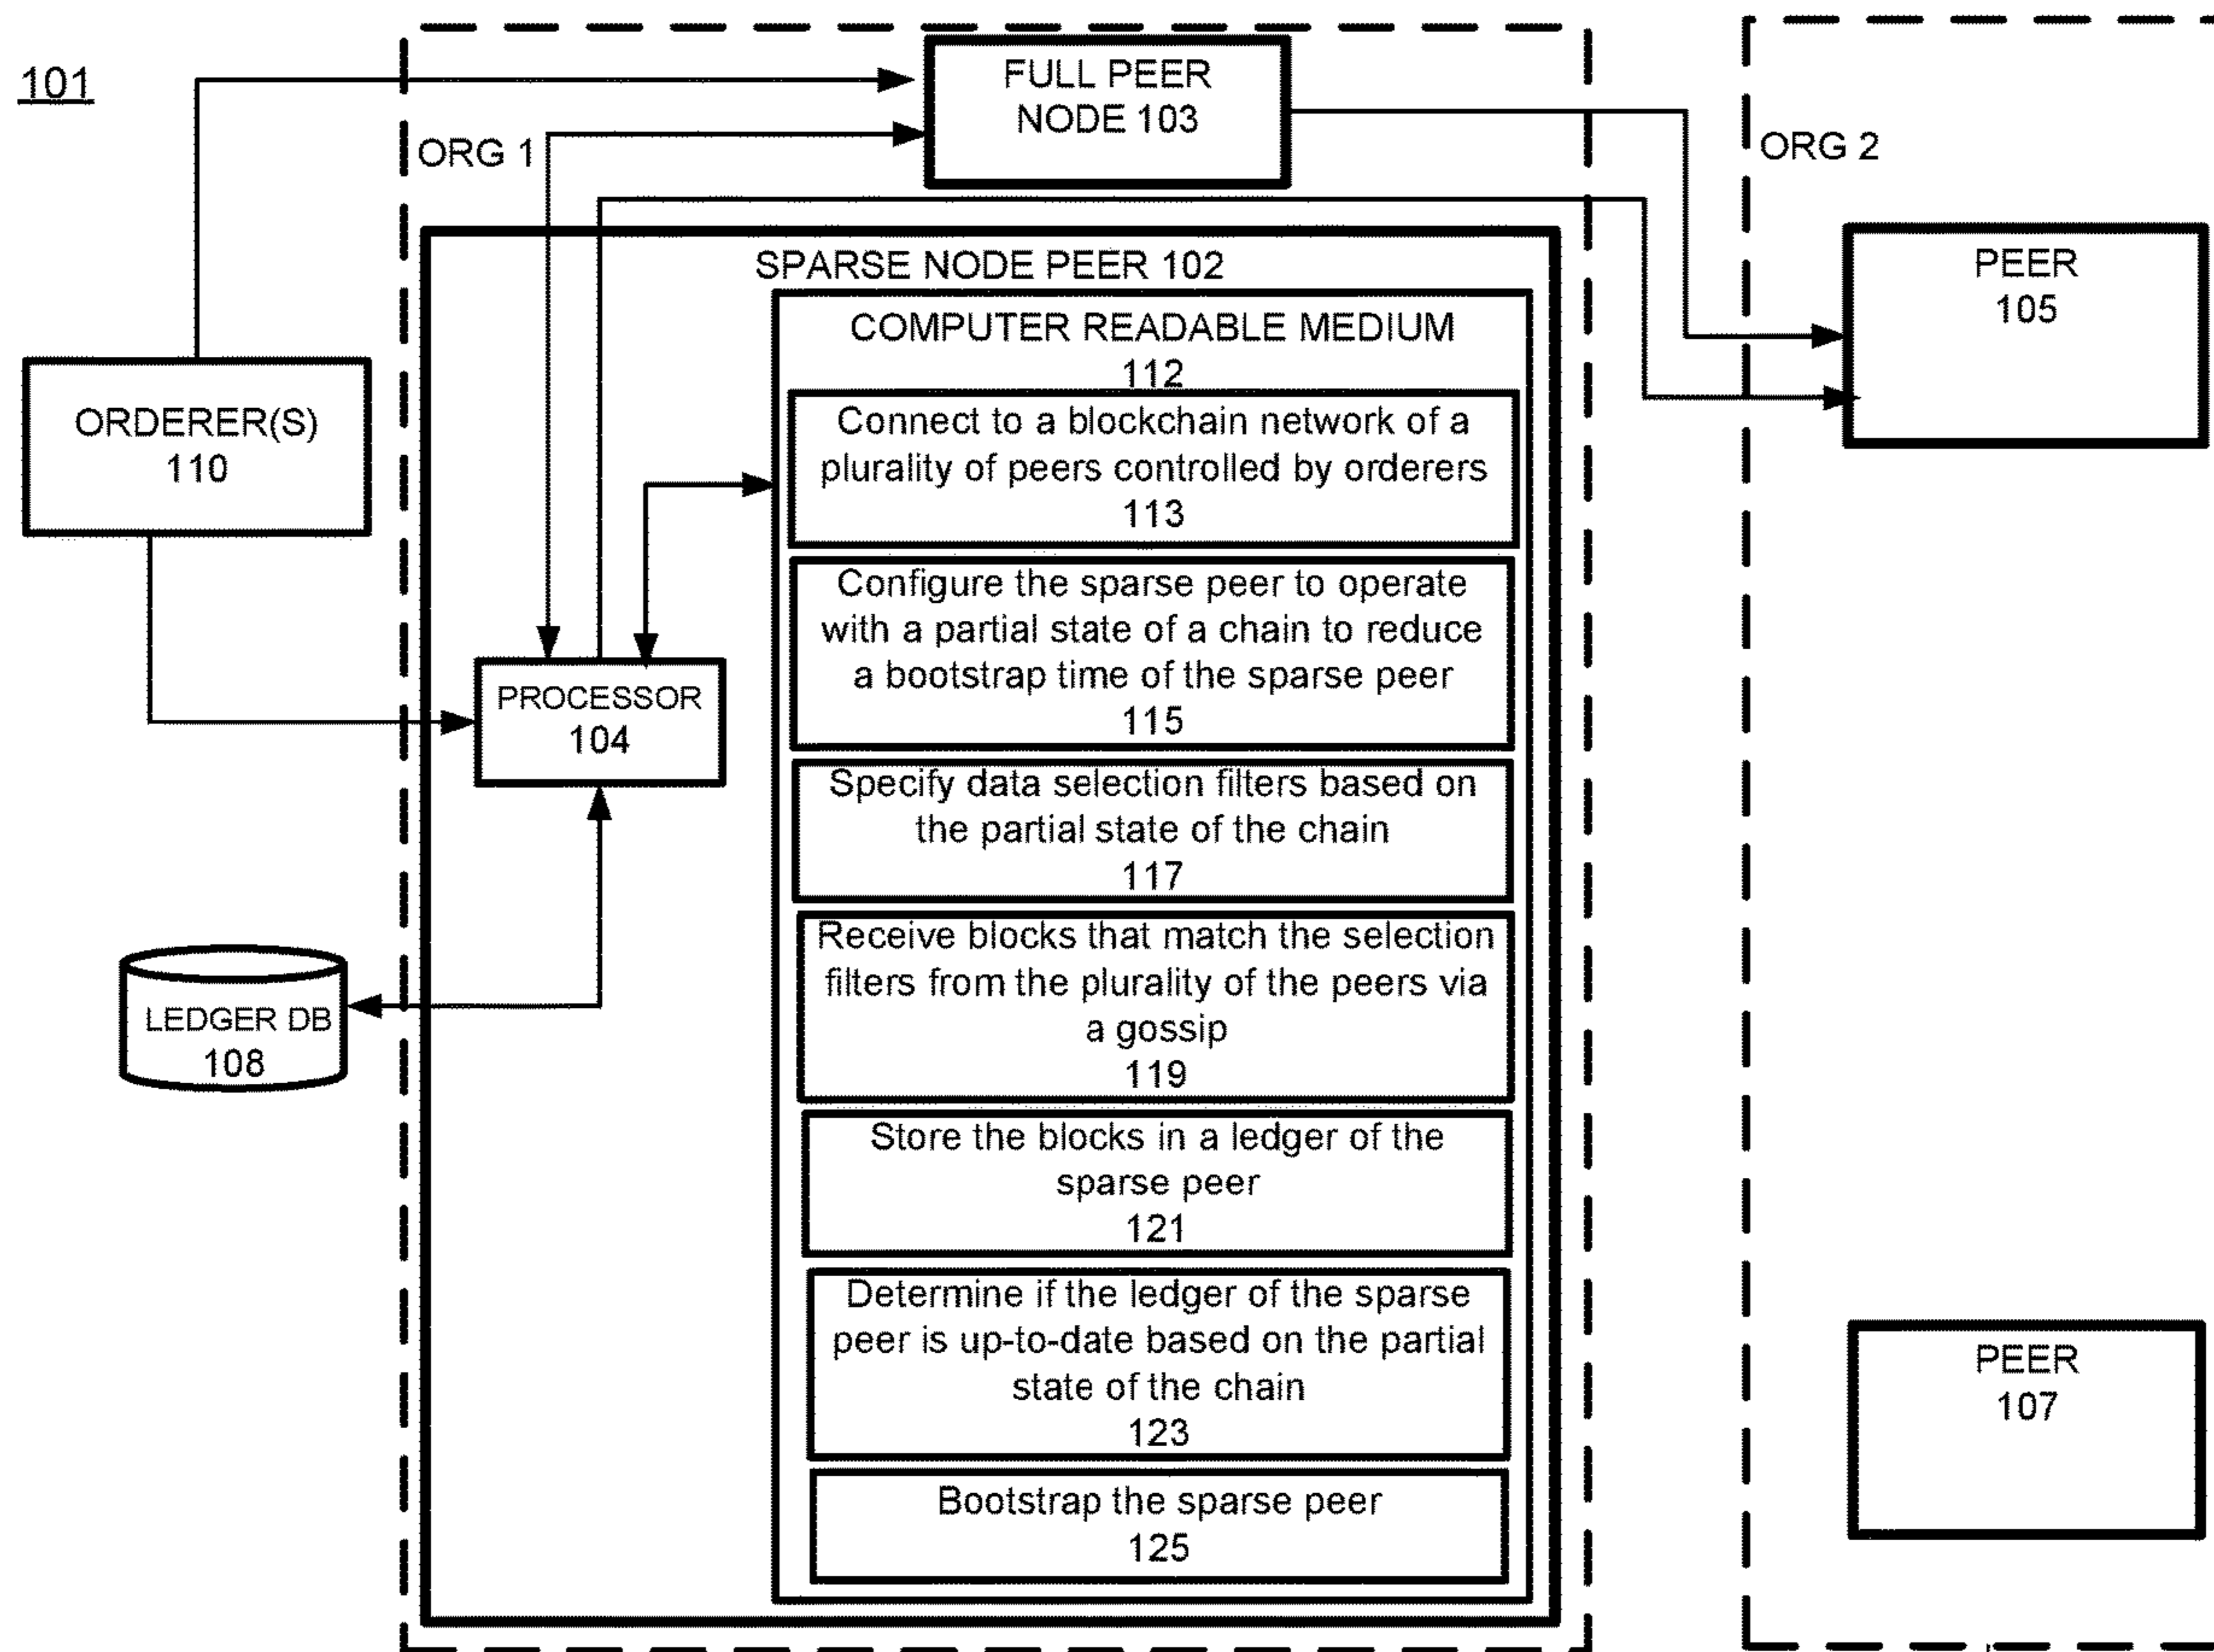 101
FULL PEER
NODE 103
ORG 1
ORG 2
SPARSE NODE PEER 102
PEER
105
COMPUTER READABLE MEDIUM
112
ORDERER(S)
110
Connect to a blockchain network of a
plurality of peers controlled by orderers
113
Configure the sparse peer to operate
with a partial state of a chain to reduce
a bootstrap time of the sparse peer
115
PROCESSOR
104
Specify data selection filters based on
the partial state of the chain
117
Receive blocks that match the selection
filters from the plurality of the peers via
a gossip
119
LEDGER DB
108
Store the blocks in a ledger of the
sparse peer
121
Determine if the ledger of the sparse
peer is up-to-date based on the partial
state of the chain
123
PEER
107
Bootstrap the sparse peer
125